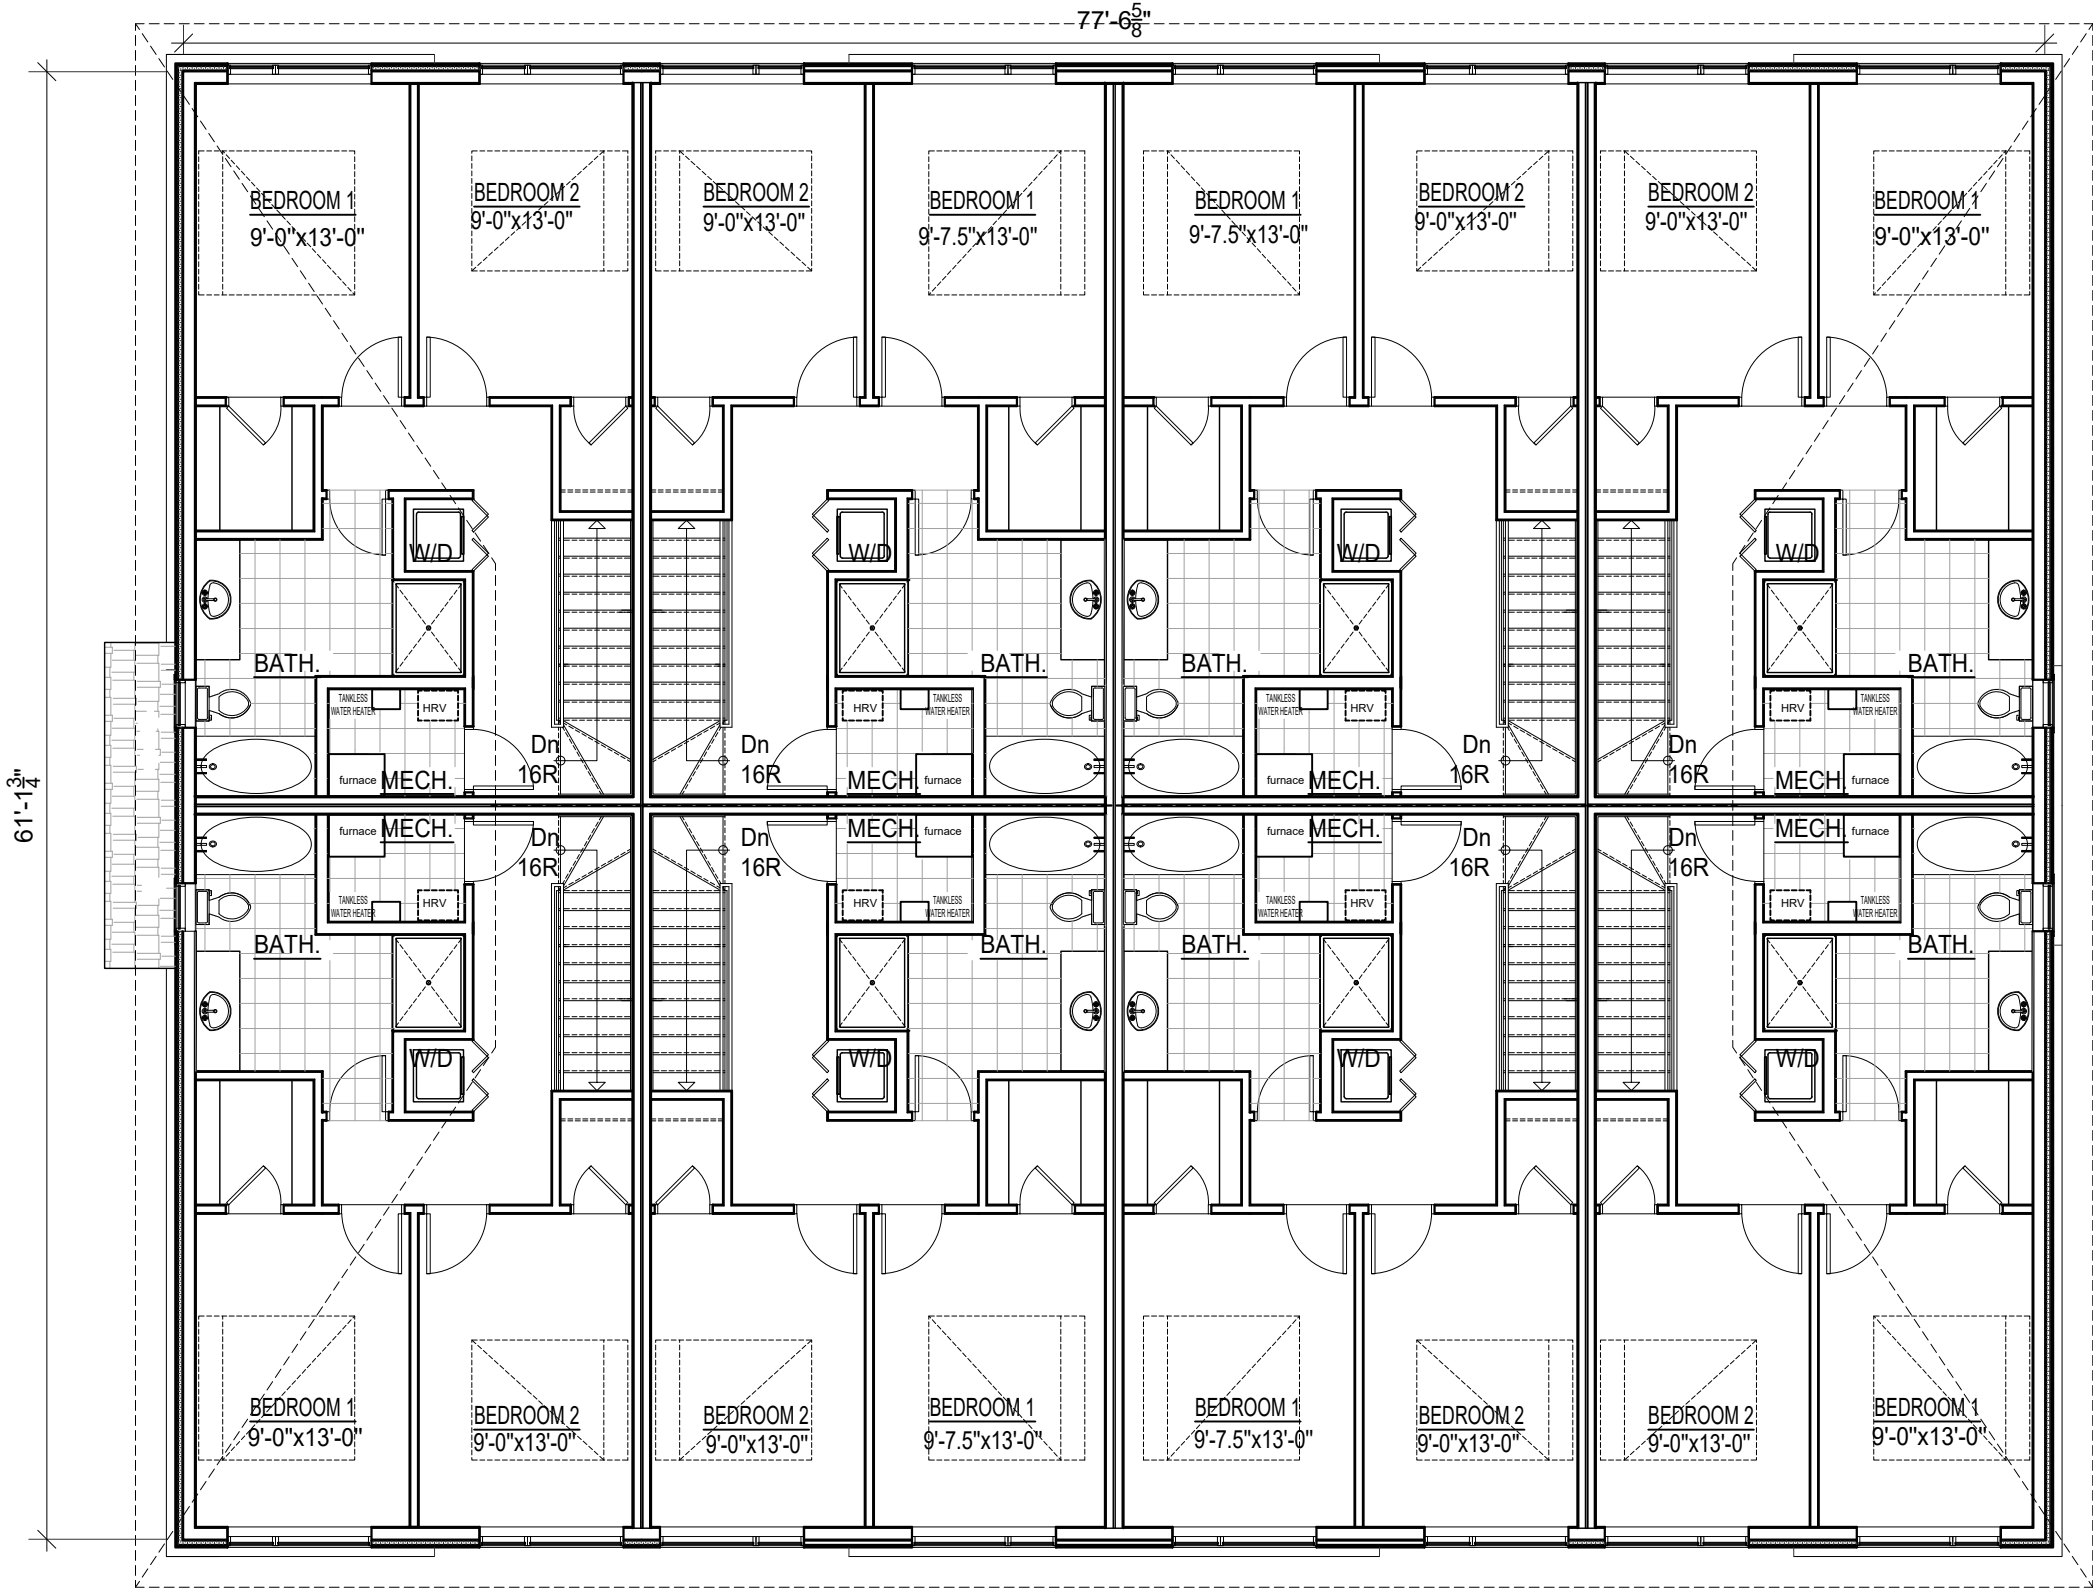 77'-6 5/8"
BEDROOM 1
9'-0"x13'-0"
BEDROOM 2
9'-0"x13'-0"
BEDROOM 2
9'-0"x13'-0"
BEDROOM 1
9'-7.5"x13'-0"
BEDROOM 1
9'-7.5"x13'-0"
BEDROOM 2
9'-0"x13'-0"
BEDROOM 2
9'-0"x13'-0"
BEDROOM 1
9'-0"x13'-0"
W/D
W/D
W/D
W/D
BATH.
BATH.
BATH.
BATH.
TANKLESS
WATER HEATER
HRV
HRV
TANKLESS
WATER HEATER
TANKLESS
WATER HEATER
HRV
HRV
TANKLESS
WATER HEATER
Dn
16R
Dn
16R
Dn
16R
Dn
16R
furnace
MECH.
MECH.
furnace
furnace
MECH.
MECH.
furnace
61'-1 3/4"
furnace
MECH.
MECH.
furnace
furnace
MECH.
MECH.
furnace
Dn
16R
Dn
16R
Dn
16R
Dn
16R
TANKLESS
WATER HEATER
HRV
HRV
TANKLESS
WATER HEATER
TANKLESS
WATER HEATER
HRV
HRV
TANKLESS
WATER HEATER
BATH.
BATH.
BATH.
BATH.
W/D
W/D
W/D
W/D
BEDROOM 1
9'-0"x13'-0"
BEDROOM 2
9'-0"x13'-0"
BEDROOM 2
9'-0"x13'-0"
BEDROOM 1
9'-7.5"x13'-0"
BEDROOM 1
9'-7.5"x13'-0"
BEDROOM 2
9'-0"x13'-0"
BEDROOM 2
9'-0"x13'-0"
BEDROOM 1
9'-0"x13'-0"